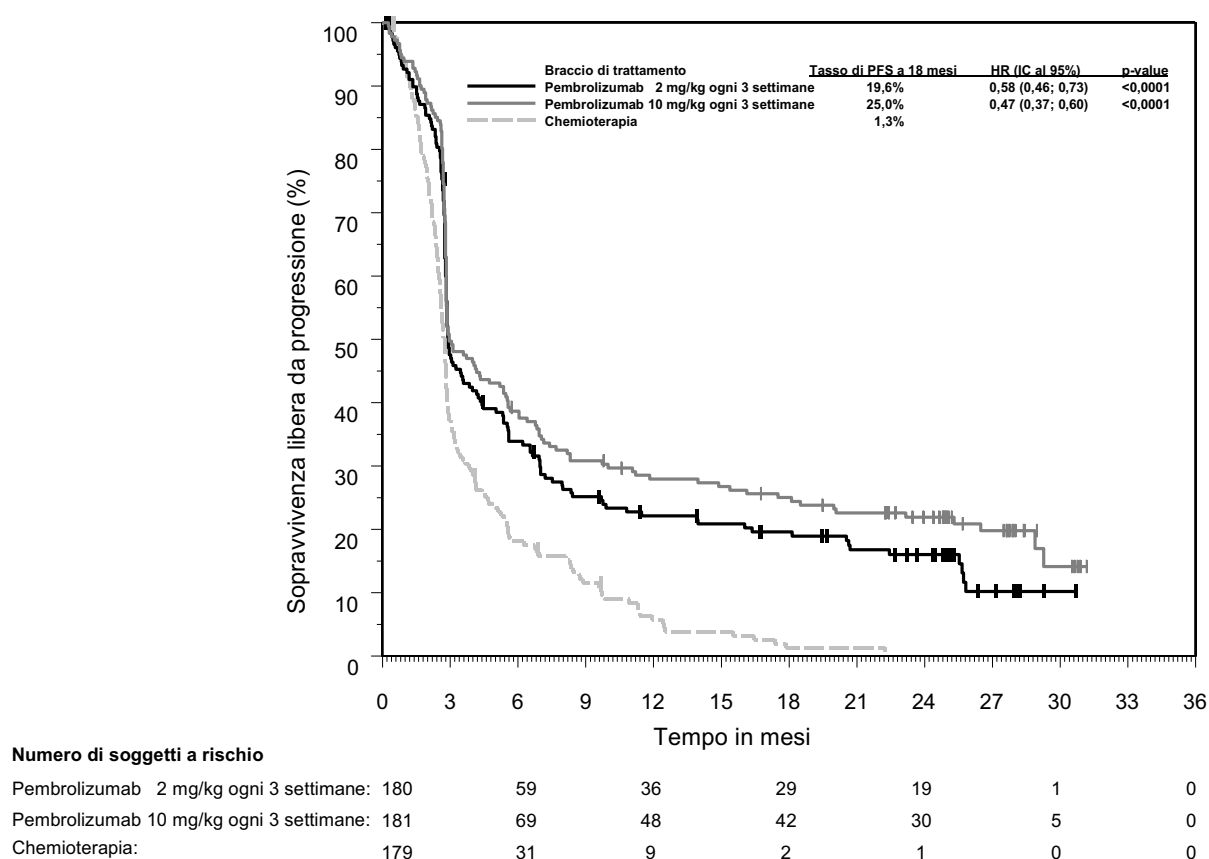 Braccio di trattamento Tasso di PFS a 18 mesi HR (IC al 95%) p-value
Pembrolizumab 2 mg/kg ogni 3 settimane 19,6% 0,58 (0,46; 0,73) <0,0001
Pembrolizumab 10 mg/kg ogni 3 settimane 25,0% 0,47 (0,37; 0,60) <0,0001
Chemioterapia 1,3%
Sopravvivenza libera da progressione (%)
100
90
80
70
60
50
40
30
20
10
0
0 3 6 9 12 15 18 21 24 27 30 33 36
Tempo in mesi
Numero di soggetti a rischio
Pembrolizumab 2 mg/kg ogni 3 settimane: 180 59 36 29 19 1 0
Pembrolizumab 10 mg/kg ogni 3 settimane: 181 69 48 42 30 5 0
Chemioterapia: 179 31 9 2 1 0 0